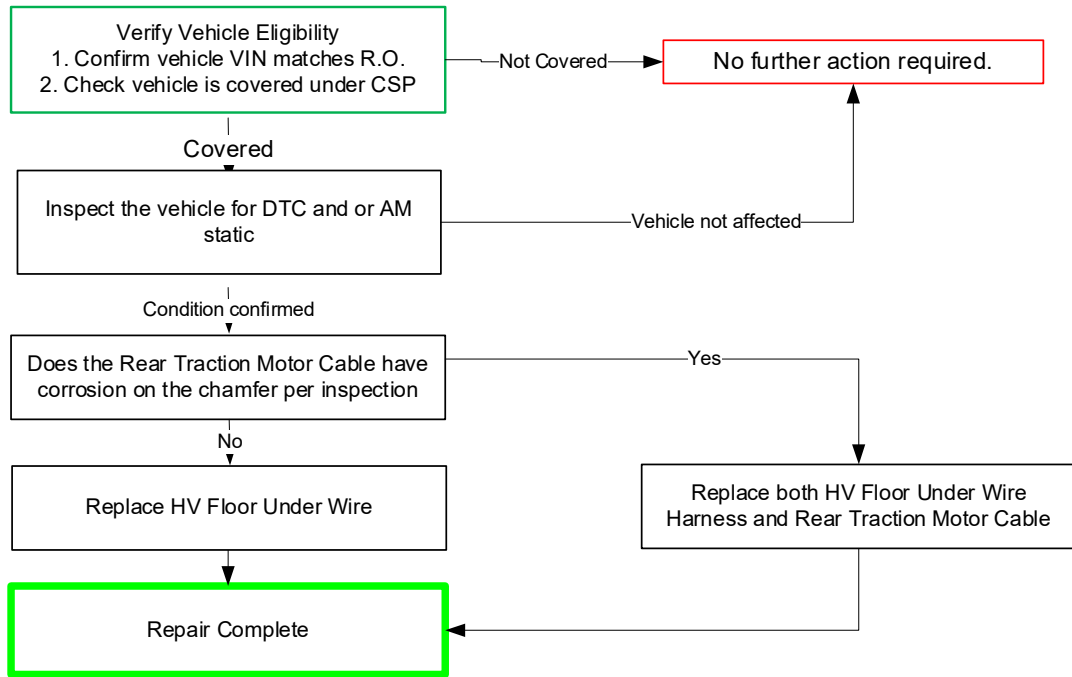 Verify Vehicle Eligibility
1. Confirm vehicle VIN matches R.O.
2. Check vehicle is covered under CSP
Not Covered
No further action required.
Covered
Inspect the vehicle for DTC and or AM
static
Vehicle not affected
Condition confirmed
Does the Rear Traction Motor Cable have
corrosion on the chamfer per inspection
Yes
No
Replace HV Floor Under Wire
Replace both HV Floor Under Wire
Harness and Rear Traction Motor Cable
Repair Complete